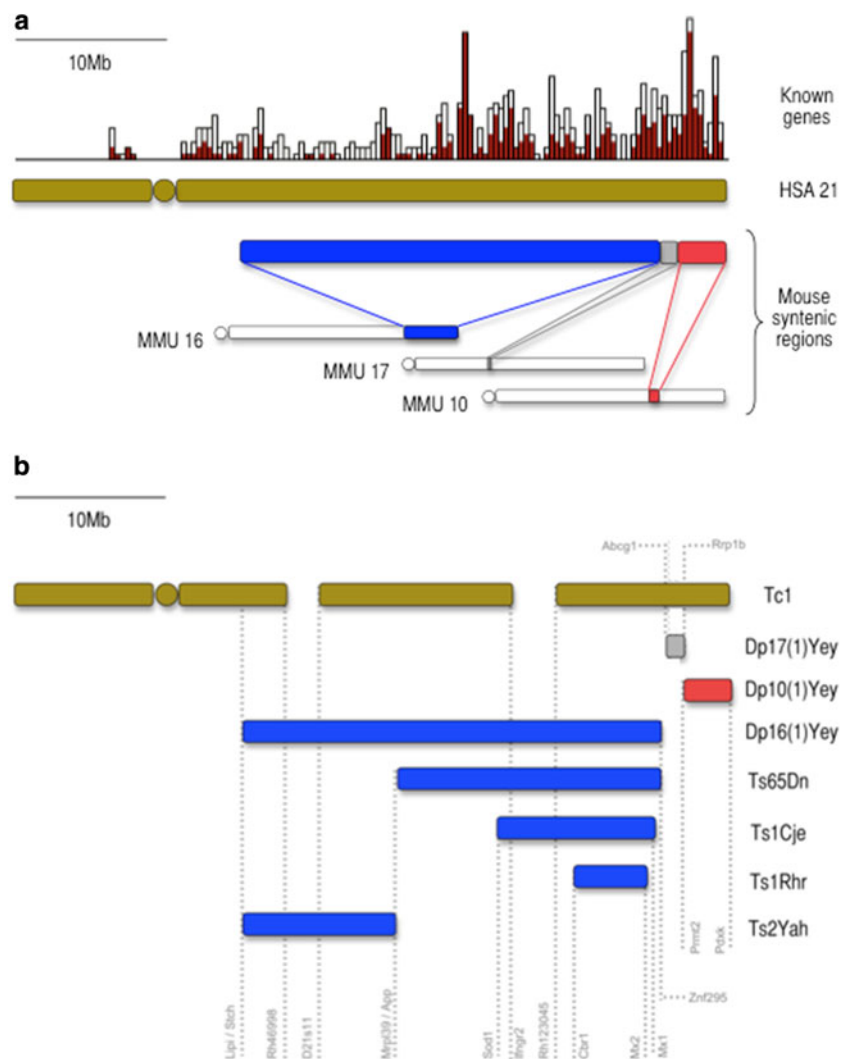 a
10Mb
Known
genes
HSA 21
Mouse
syntenic
regions
MMU 16
MMU 17
MMU 10
b
10Mb
Abcg1
Rrp1b
Tc1
Dp17(1)Yey
Dp10(1)Yey
Dp16(1)Yey
Ts65Dn
Ts1Cje
Ts1Rhr
Ts2Yah
Prmt2
Pdxk
Znf295
Lipi / Stch
Rh46998
D21s11
Mrpl39 / App
Sod1
Ifngr2
Rh123045
Cbr1
Mx2
Mx1